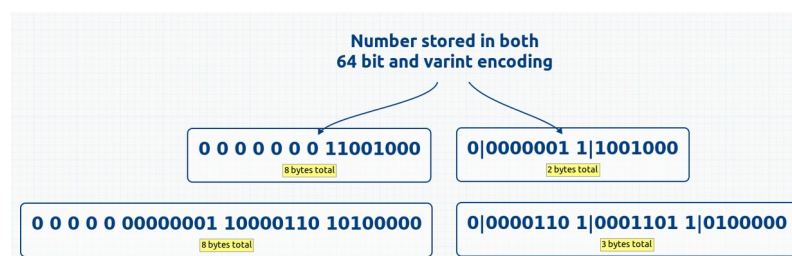 Number stored in both
64 bit and varint encoding
0 0 0 0 0 0 0 11001000
8 bytes total
0|0000001 1|1001000
2 bytes total
0 0 0 0 0 00000001 10000110 10100000
8 bytes total
0|0000110 1|0001101 1|0100000
3 bytes total